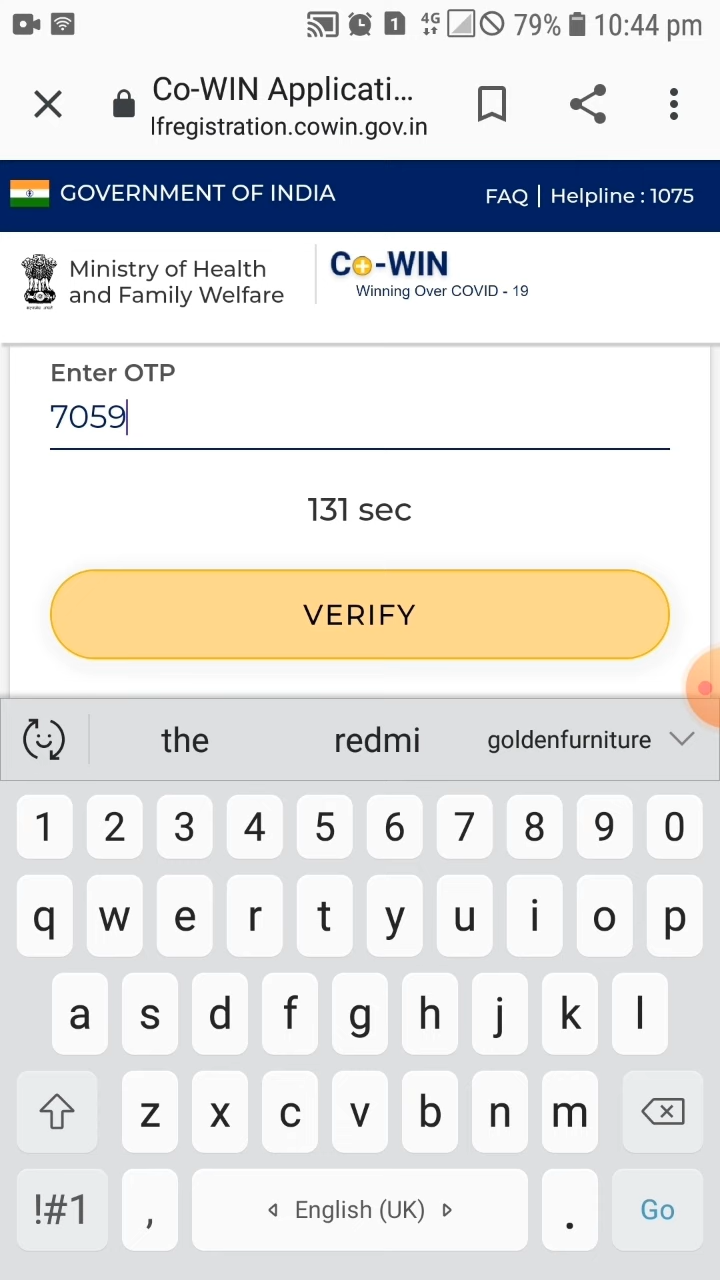 1 4G 79% 10:44 pm
Co-WIN Applicati...
lfregistration.cowin.gov.in
GOVERNMENT OF INDIA FAQ | Helpline : 1075
Ministry of Health
and Family Welfare
Co-WIN
Winning Over COVID - 19
Enter OTP
7059
131 sec
VERIFY
the redmi goldenfurniture
1 2 3 4 5 6 7 8 9 0
q w e r t y u i o p
a s d f g h j k l
z x c v b n m
!#1 , English (UK) . Go